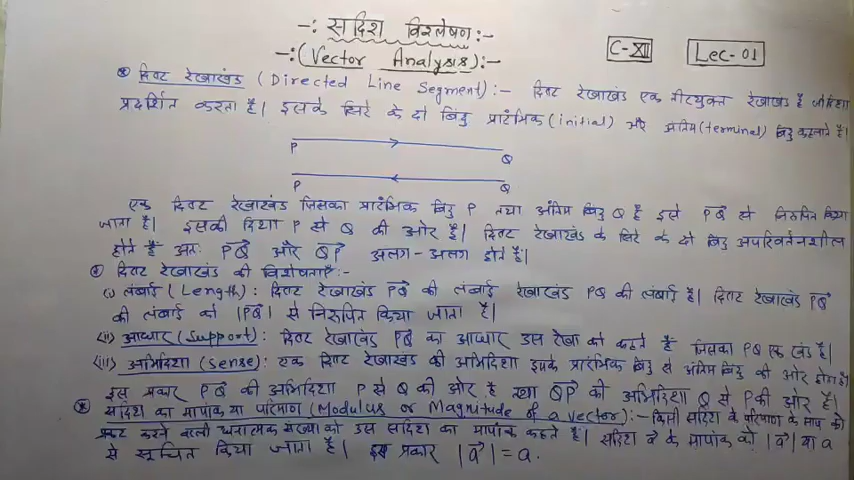 -: सदिश विश्लेषण:-
-:(Vector Analysis):-
C-XII
Lec-01
दिष्ट रेखाखंड (Directed Line Segment) :- दिष्ट रेखाखंड एक तीरयुक्त रेखाखंड है जो दिशा
प्रदर्शित करता है। इसके सिरे के दो बिंदु प्रारंभिक (initial) और अंतिम (terminal) बिंदु कहलाते है।
P Q
P Q
एक दिष्ट रेखाखंड जिसका प्रारंभिक बिंदु P तथा अंतिम बिंदु Q है इसे PQ⃗ से निरूपित किया
जाता है। इसकी दिशा P से Q की ओर है। दिष्ट रेखाखंड के सिरे के दो बिंदु अपरिवर्तनशील
होते है अतः PQ⃗ और QP⃗ अलग-अलग होते हैं।
दिष्ट रेखाखंड की विशेषताएँ:-
(i) लंबाई (Length) : दिष्ट रेखाखंड PQ⃗ की लंबाई रेखाखंड PQ की लंबाई है। दिष्ट रेखाखंड PQ⃗
की लंबाई को |PQ⃗| से निरूपित किया जाता है।
(ii) आधार (Support) : दिष्ट रेखाखंड PQ⃗ का आधार उस रेखा को कहते है जिसका PQ एक खंड है।
(iii) अभिदिशा (Sense) : एक दिष्ट रेखाखंड की अभिदिशा इसके प्रारंभिक बिंदु से अंतिम बिंदु की ओर होता है।
इस प्रकार PQ⃗ की अभिदिशा P से Q की ओर है तथा QP⃗ की अभिदिशा Q से P की ओर है।
सदिश का मापांक या परिमाण (Modulus or Magnitude of a vector) :- किसी सदिश के परिमाण के माप को
प्रकट करने वाली धनात्मक संख्या को उस सदिश का मापांक कहते है। सदिश a⃗ के मापांक को |a⃗| या a
से सूचित किया जाता है। इस प्रकार |a⃗| = a.